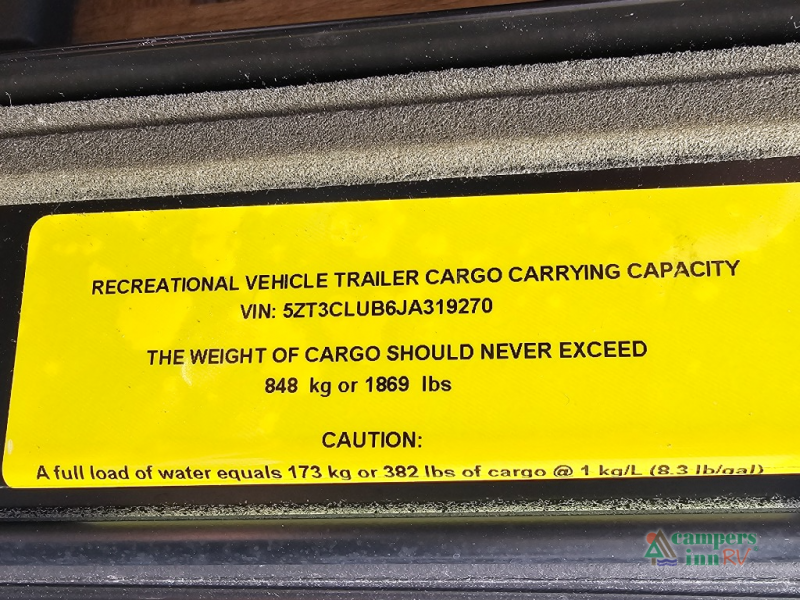 RECREATIONAL VEHICLE TRAILER CARGO CARRYING CAPACITY
VIN: 5ZT3CLUB6JA319270
THE WEIGHT OF CARGO SHOULD NEVER EXCEED
848 kg or 1869 lbs
CAUTION:
A full load of water equals 173 kg or 382 lbs of cargo @ 1 kg/L (8.3 lb/gal)
campers
inn RV